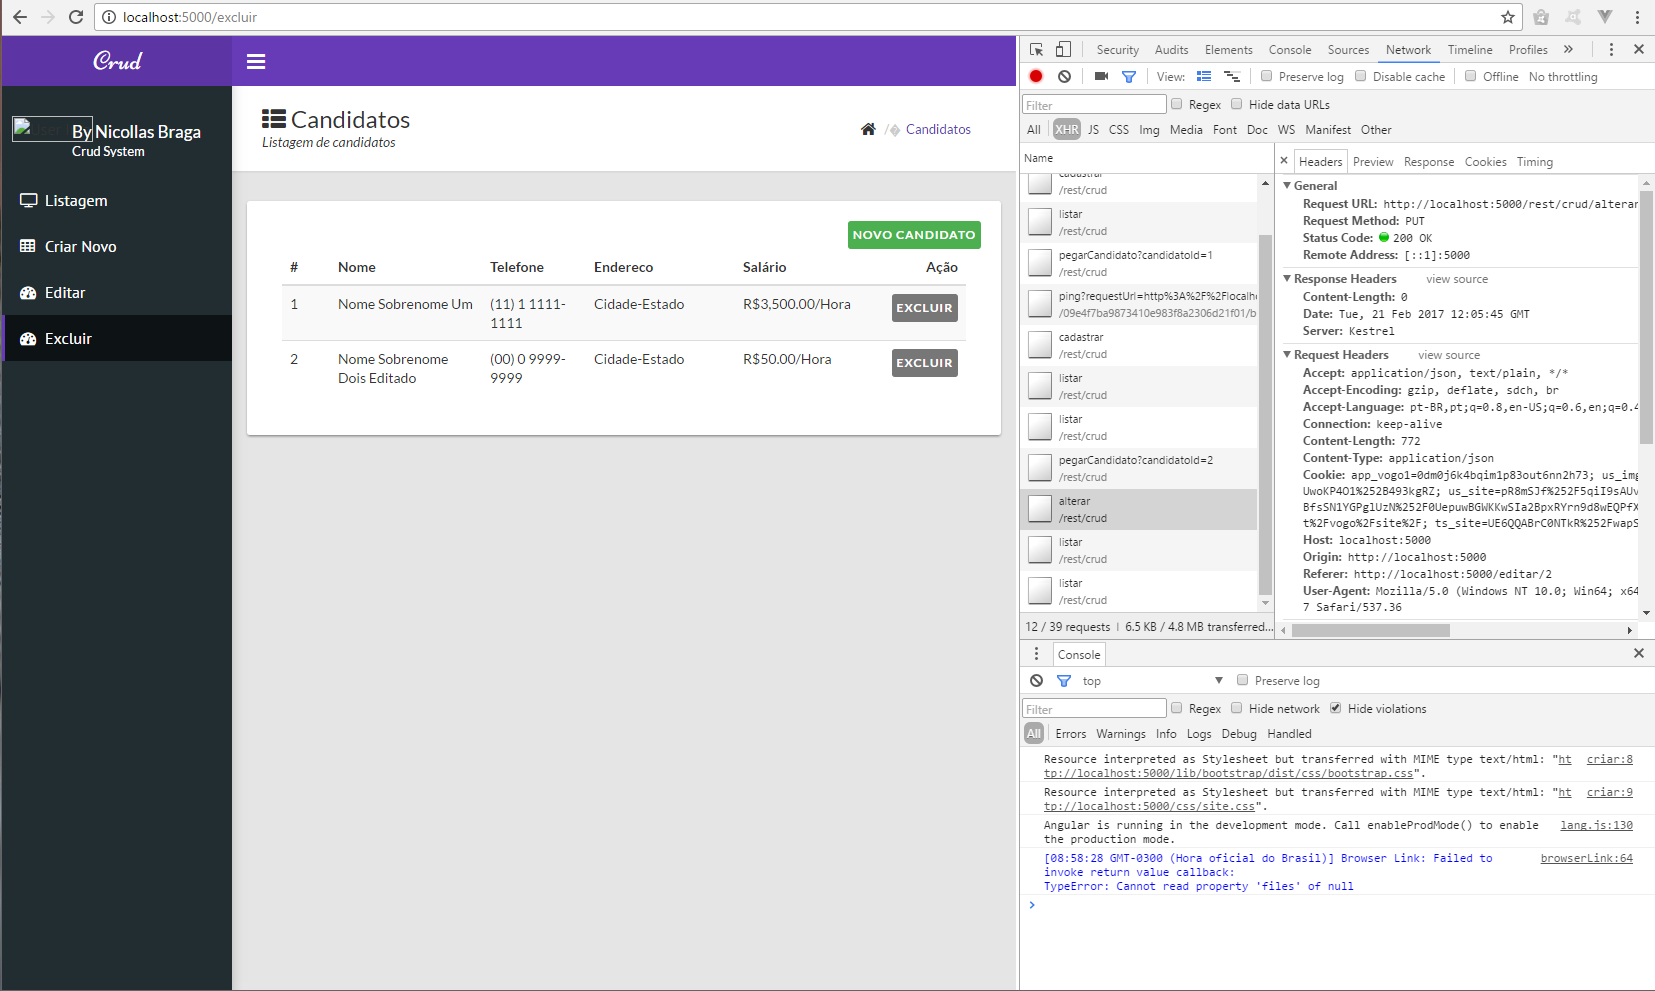 localhost:5000/excluir
Crud
By Nicollas Braga
Crud System
Listagem
Criar Novo
Editar
Excluir
Candidatos
Listagem de candidatos
/� Candidatos
NOVO CANDIDATO
# Nome Telefone Endereco Salário Ação
1 Nome Sobrenome Um (11) 1 1111-1111 Cidade-Estado R$3,500.00/Hora EXCLUIR
2 Nome Sobrenome Dois Editado (00) 0 9999-9999 Cidade-Estado R$50.00/Hora EXCLUIR
Security Audits Elements Console Sources Network Timeline Profiles »
View: Preserve log Disable cache Offline No throttling
Filter Regex Hide data URLs
All XHR JS CSS Img Media Font Doc WS Manifest Other
Name
cadastrar
/rest/crud
listar
/rest/crud
pegarCandidato?candidatoId=1
/rest/crud
ping?requestUrl=http%3A%2F%2Flocalho
/09e4f7ba9873410e983f8a2306d21f01/b
cadastrar
/rest/crud
listar
/rest/crud
listar
/rest/crud
pegarCandidato?candidatoId=2
/rest/crud
alterar
/rest/crud
listar
/rest/crud
listar
/rest/crud
12 / 39 requests | 6.5 KB / 4.8 MB transferred...
Headers Preview Response Cookies Timing
General
Request URL: http://localhost:5000/rest/crud/alterar
Request Method: PUT
Status Code: 200 OK
Remote Address: [::1]:5000
Response Headers view source
Content-Length: 0
Date: Tue, 21 Feb 2017 12:05:45 GMT
Server: Kestrel
Request Headers view source
Accept: application/json, text/plain, */*
Accept-Encoding: gzip, deflate, sdch, br
Accept-Language: pt-BR,pt;q=0.8,en-US;q=0.6,en;q=0.4
Connection: keep-alive
Content-Length: 772
Content-Type: application/json
Cookie: app_vogo1=0dm0j6k4bqim1p83out6nn2h73; us_img
UwoKP4O1%252B493kgRZ; us_site=pR8mSJf%252F5qiI9sAUv
BfsSN1YGPglUzN%252F0UepuwBGWKKwSIa2BpxRYrn9d8wEQPfX
t%2Fvogo%2Fsite%2F; ts_site=UE6QQABrC0NTkR%252FwapS
Host: localhost:5000
Origin: http://localhost:5000
Referer: http://localhost:5000/editar/2
User-Agent: Mozilla/5.0 (Windows NT 10.0; Win64; x64
7 Safari/537.36
Console
top Preserve log
Filter Regex Hide network Hide violations
All Errors Warnings Info Logs Debug Handled
Resource interpreted as Stylesheet but transferred with MIME type text/html: "ht criar:8
tp://localhost:5000/lib/bootstrap/dist/css/bootstrap.css".
Resource interpreted as Stylesheet but transferred with MIME type text/html: "ht criar:9
tp://localhost:5000/css/site.css".
Angular is running in the development mode. Call enableProdMode() to enable lang.js:130
the production mode.
[08:58:28 GMT-0300 (Hora oficial do Brasil)] Browser Link: Failed to browserLink:64
invoke return value callback:
TypeError: Cannot read property 'files' of null